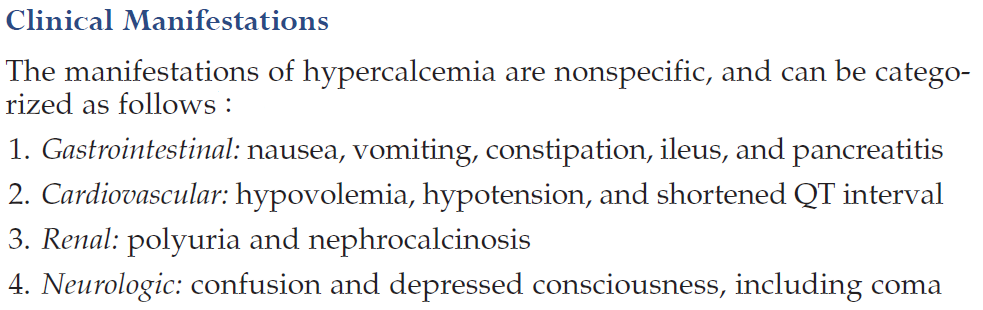 Clinical Manifestations
The manifestations of hypercalcemia are nonspecific, and can be catego-
rized as follows :
1. Gastrointestinal: nausea, vomiting, constipation, ileus, and pancreatitis
2. Cardiovascular: hypovolemia, hypotension, and shortened QT interval
3. Renal: polyuria and nephrocalcinosis
4. Neurologic: confusion and depressed consciousness, including coma